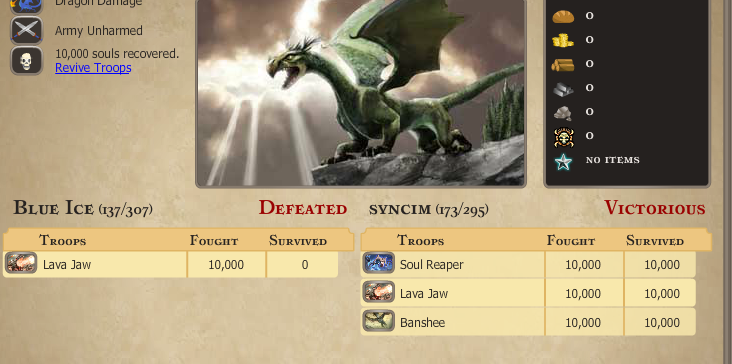 Dragon Damage
Army Unharmed
10,000 souls recovered.
Revive Troops
0
0
0
0
0
0
NO ITEMS
BLUE ICE (137/307) DEFEATED
TROOPS FOUGHT SURVIVED
Lava Jaw 10,000 0
SYNCIM (173/295) VICTORIOUS
TROOPS FOUGHT SURVIVED
Soul Reaper 10,000 10,000
Lava Jaw 10,000 10,000
Banshee 10,000 10,000